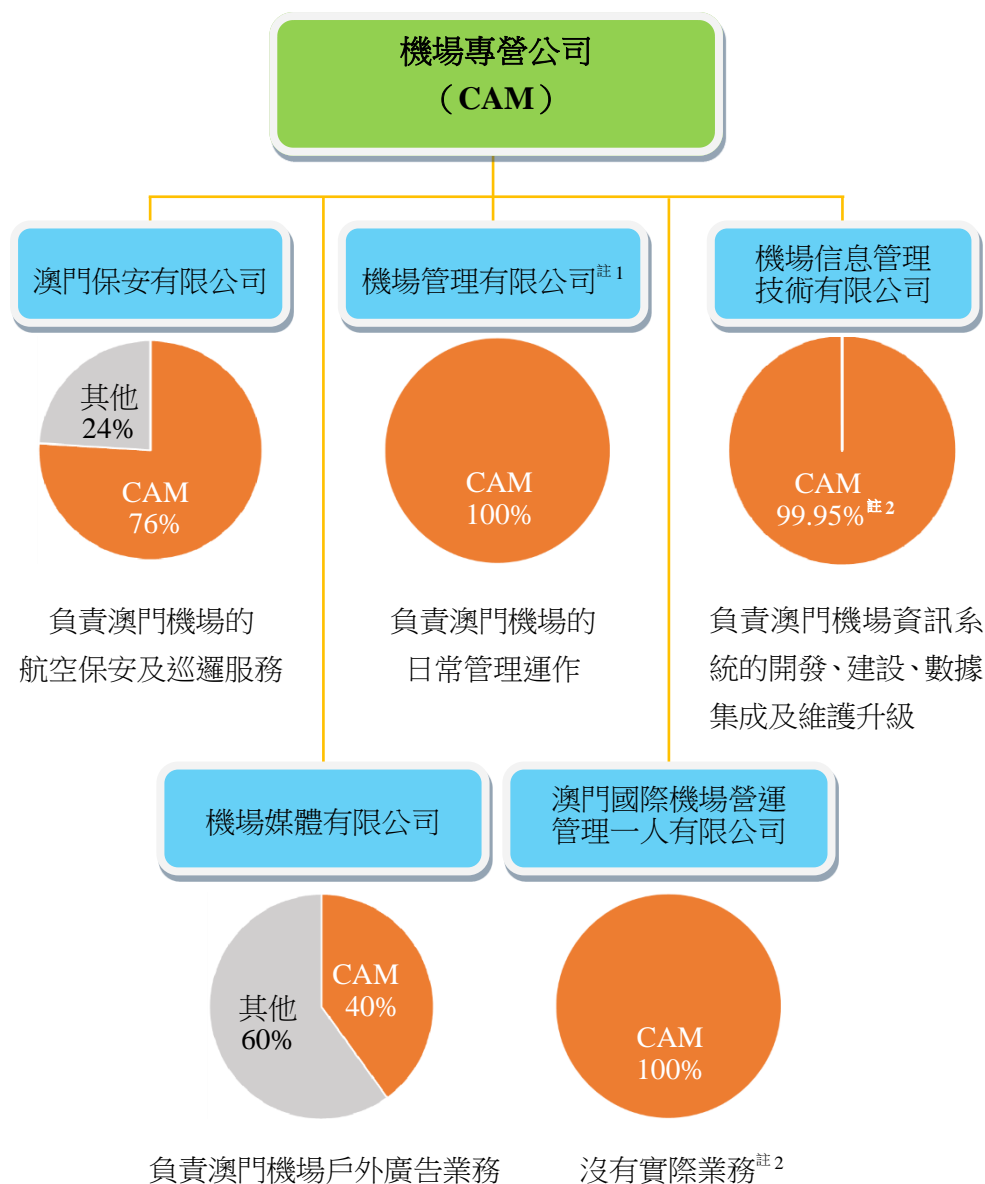 機場專營公司
（CAM）
澳門保安有限公司
機場管理有限公司註 1
機場信息管理
技術有限公司
其他
24%
CAM
76%
CAM
100%
CAM
99.95%註 2
負責澳門機場的
航空保安及巡邏服務
負責澳門機場的
日常管理運作
負責澳門機場資訊系
統的開發、建設、數據
集成及維護升級
機場媒體有限公司
澳門國際機場營運
管理一人有限公司
其他
60%
CAM
40%
CAM
100%
負責澳門機場戶外廣告業務
沒有實際業務註 2